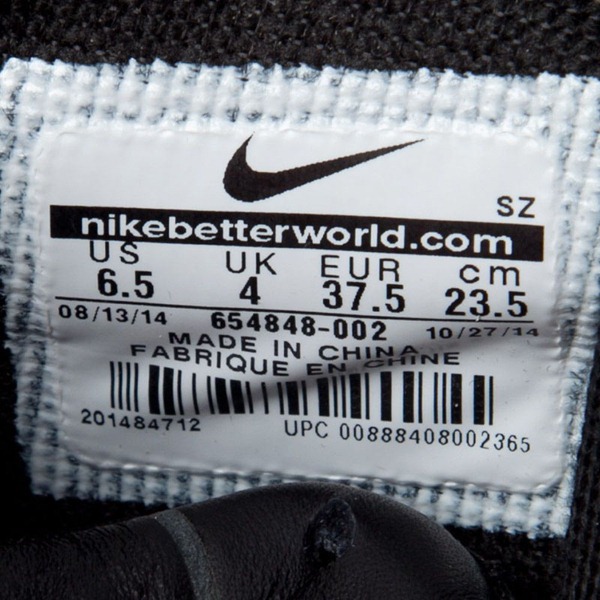 SZ
nikebetterworld.com
US UK EUR cm
6.5 4 37.5 23.5
08/13/14 654848-002 10/27/14
MADE IN CHINA
FABRIQUE EN CHINE
201484712 UPC 00888408002365